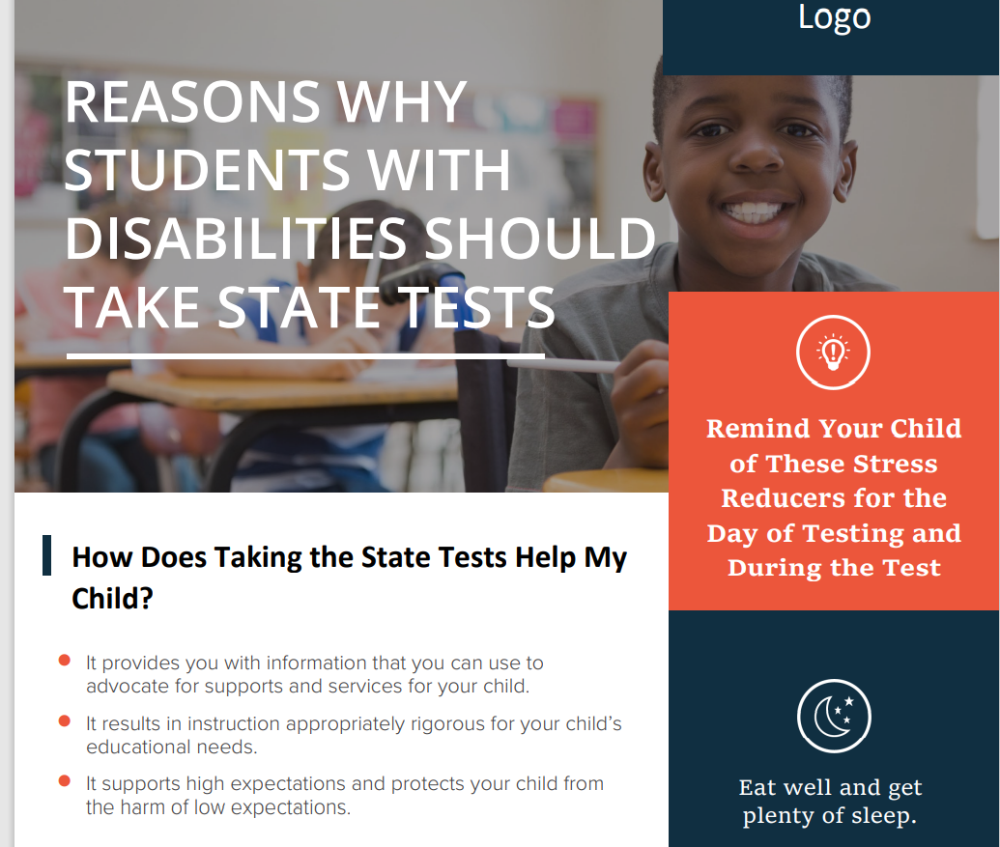 Logo
REASONS WHY
STUDENTS WITH
DISABILITIES SHOULD
TAKE STATE TESTS
How Does Taking the State Tests Help My
Child?
It provides you with information that you can use to
advocate for supports and services for your child.
It results in instruction appropriately rigorous for your child’s
educational needs.
It supports high expectations and protects your child from
the harm of low expectations.
Remind Your Child
of These Stress
Reducers for the
Day of Testing and
During the Test
Eat well and get
plenty of sleep.